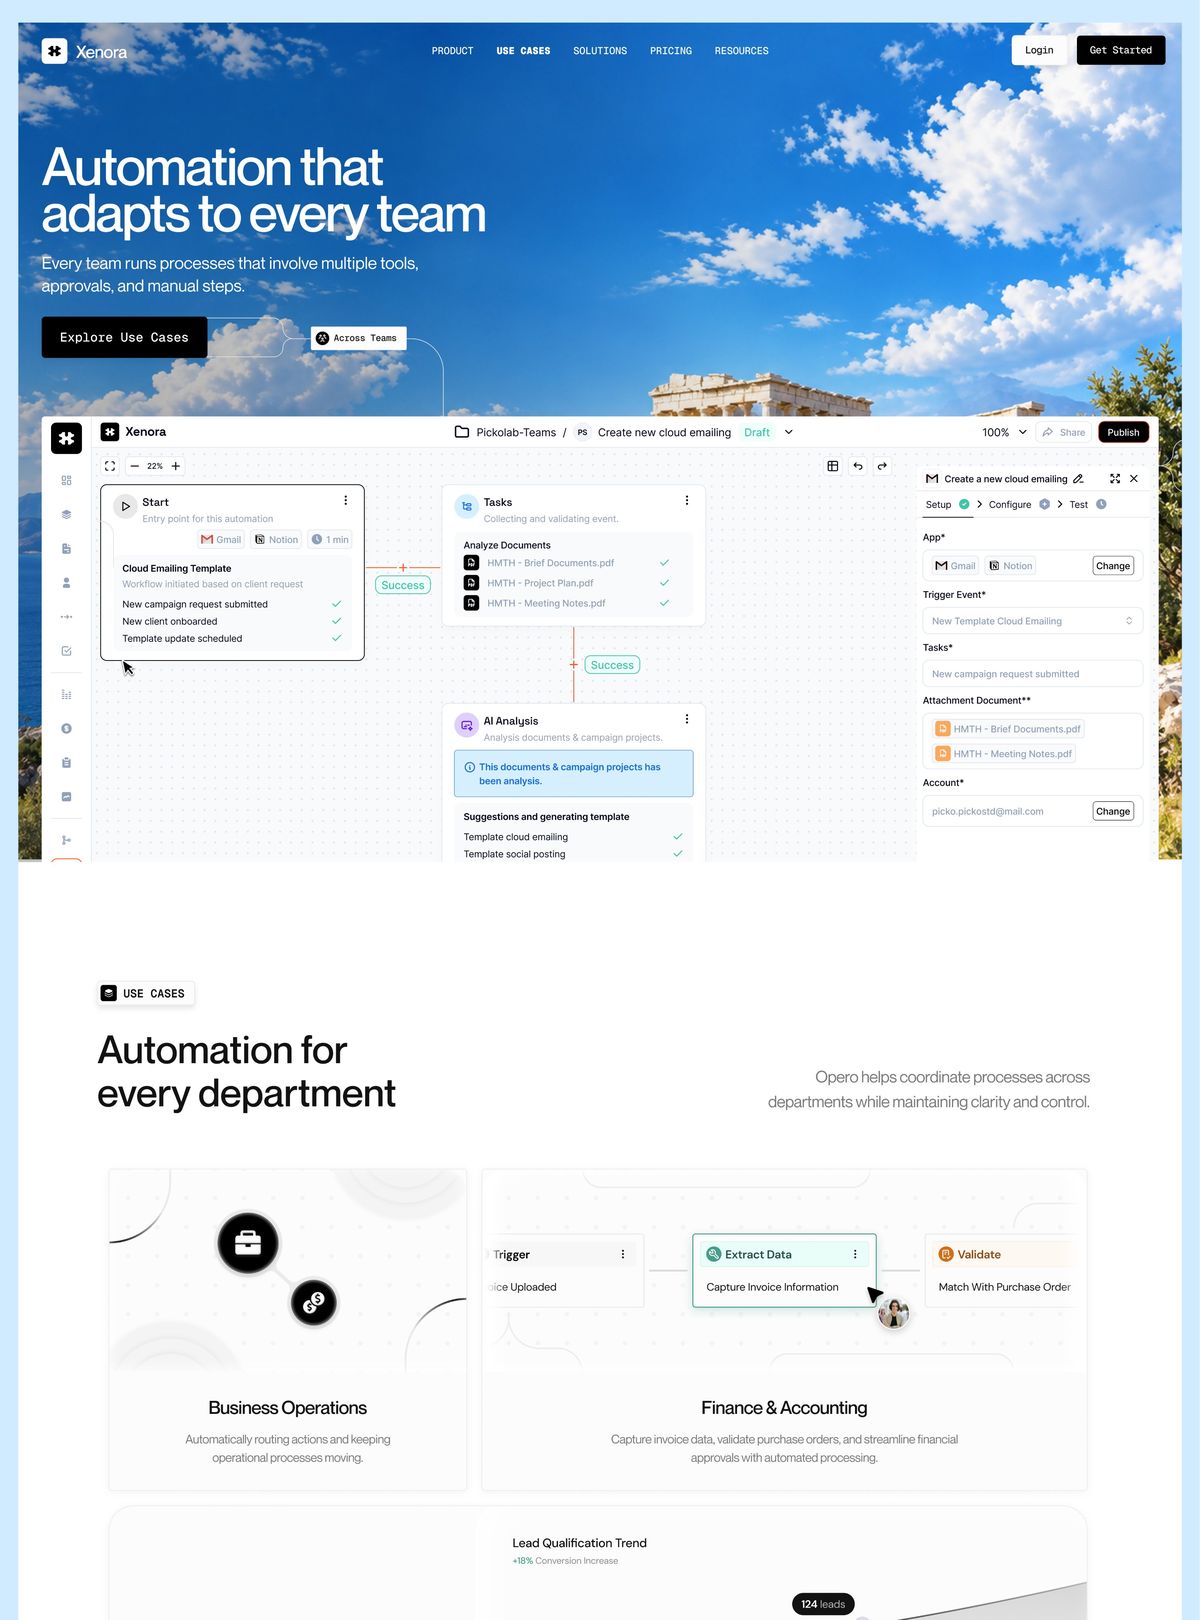 Xenora
PRODUCT
USE CASES
SOLUTIONS
PRICING
RESOURCES
Login
Get Started
Automation that
adapts to every team
Every team runs processes that involve multiple tools,
approvals, and manual steps.
Explore Use Cases
Across Teams
Xenora
Pickolab-Teams / PS Create new cloud emailing Draft
100%
Share
Publish
22%
Start
Entry point for this automation
Gmail
Notion
1 min
Cloud Emailing Template
Workflow initiated based on client request
New campaign request submitted
New client onboarded
Template update scheduled
Success
Tasks
Collecting and validating event.
Analyze Documents
HMTH - Brief Documents.pdf
HMTH - Project Plan.pdf
HMTH - Meeting Notes.pdf
Success
AI Analysis
Analysis documents & campaign projects.
This documents & campaign projects has
been analysis.
Suggestions and generating template
Template cloud emailing
Template social posting
Create a new cloud emailing
Setup
Configure
Test
App*
Gmail
Notion
Change
Trigger Event*
New Template Cloud Emailing
Tasks*
New campaign request submitted
Attachment Document**
HMTH - Brief Documents.pdf
HMTH - Meeting Notes.pdf
Account*
picko.pickostd@mail.com
Change
USE CASES
Automation for
every department
Opero helps coordinate processes across
departments while maintaining clarity and control.
Business Operations
Automatically routing actions and keeping
operational processes moving.
Trigger
oice Uploaded
Extract Data
Capture Invoice Information
Validate
Match With Purchase Order
Finance & Accounting
Capture invoice data, validate purchase orders, and streamline financial
approvals with automated processing.
Lead Qualification Trend
+18% Conversion Increase
124 leads